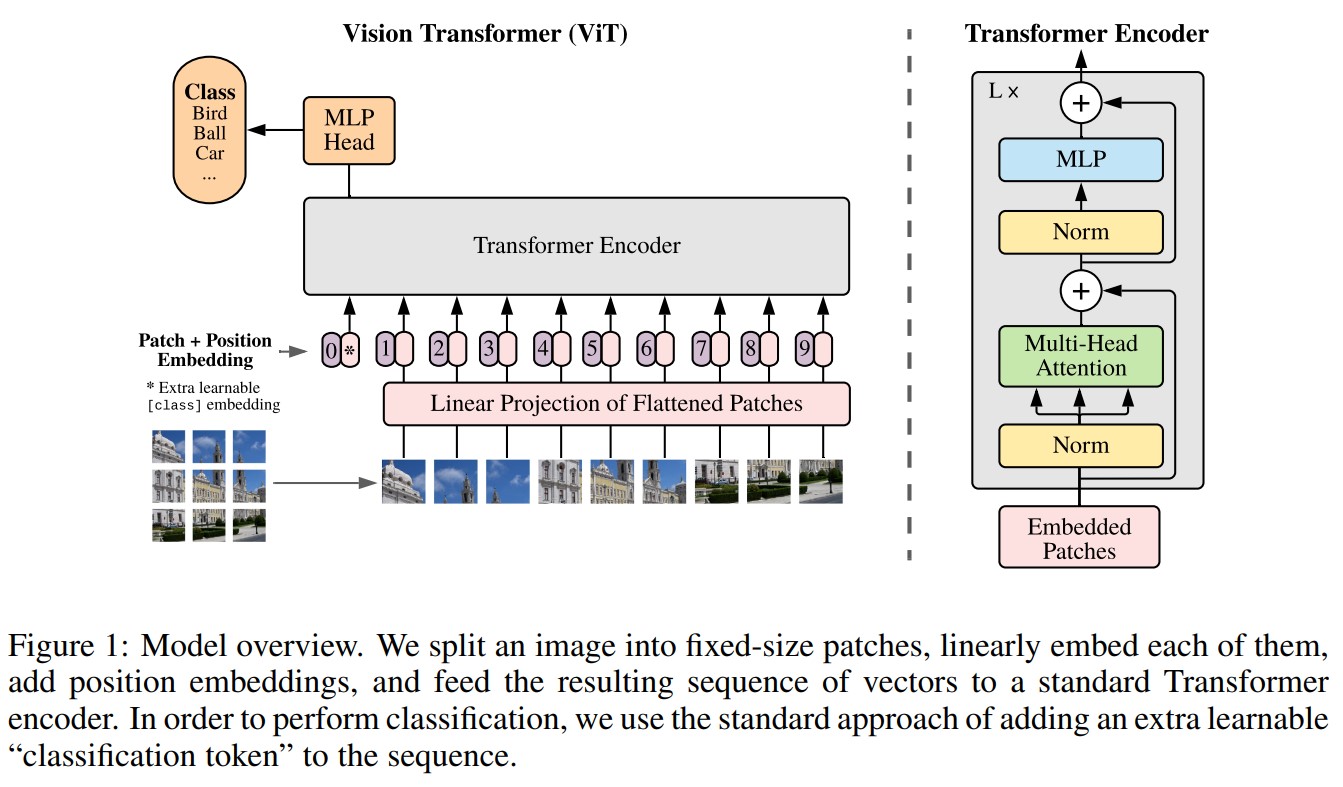 Vision Transformer (ViT)
Class
Bird
Ball
Car
...
MLP
Head
Transformer Encoder
Patch + Position
Embedding
0 * 1 2 3 4 5 6 7 8 9
* Extra learnable
[class] embedding
Linear Projection of Flattened Patches
Transformer Encoder
L x
+
MLP
Norm
+
Multi-Head
Attention
Norm
Embedded
Patches
Figure 1: Model overview. We split an image into fixed-size patches, linearly embed each of them,
add position embeddings, and feed the resulting sequence of vectors to a standard Transformer
encoder. In order to perform classification, we use the standard approach of adding an extra learnable
“classification token” to the sequence.